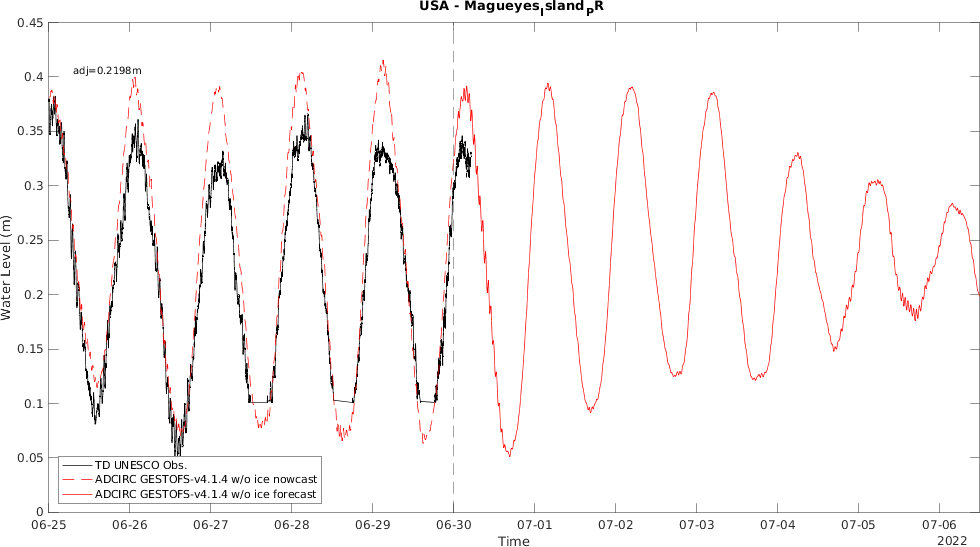 USA - Magueyes Island PR
0.45
0.4
0.35
0.3
0.25
0.2
0.15
0.1
0.05
0
Water Level (m)
adj=0.2198m
TD UNESCO Obs.
ADCIRC GESTOFS-v4.1.4 w/o ice nowcast
ADCIRC GESTOFS-v4.1.4 w/o ice forecast
06-25 06-26 06-27 06-28 06-29 06-30 07-01 07-02 07-03 07-04 07-05 07-06
Time
2022